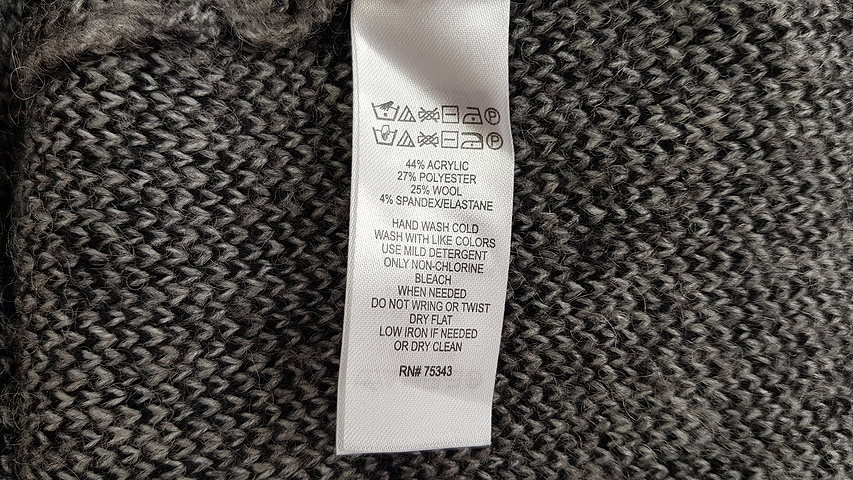 44% ACRYLIC
27% POLYESTER
25% WOOL
4% SPANDEX/ELASTANE
HAND WASH COLD
WASH WITH LIKE COLORS
USE MILD DETERGENT
ONLY NON-CHLORINE
BLEACH
WHEN NEEDED
DO NOT WRING OR TWIST
DRY FLAT
LOW IRON IF NEEDED
OR DRY CLEAN
RN# 75343